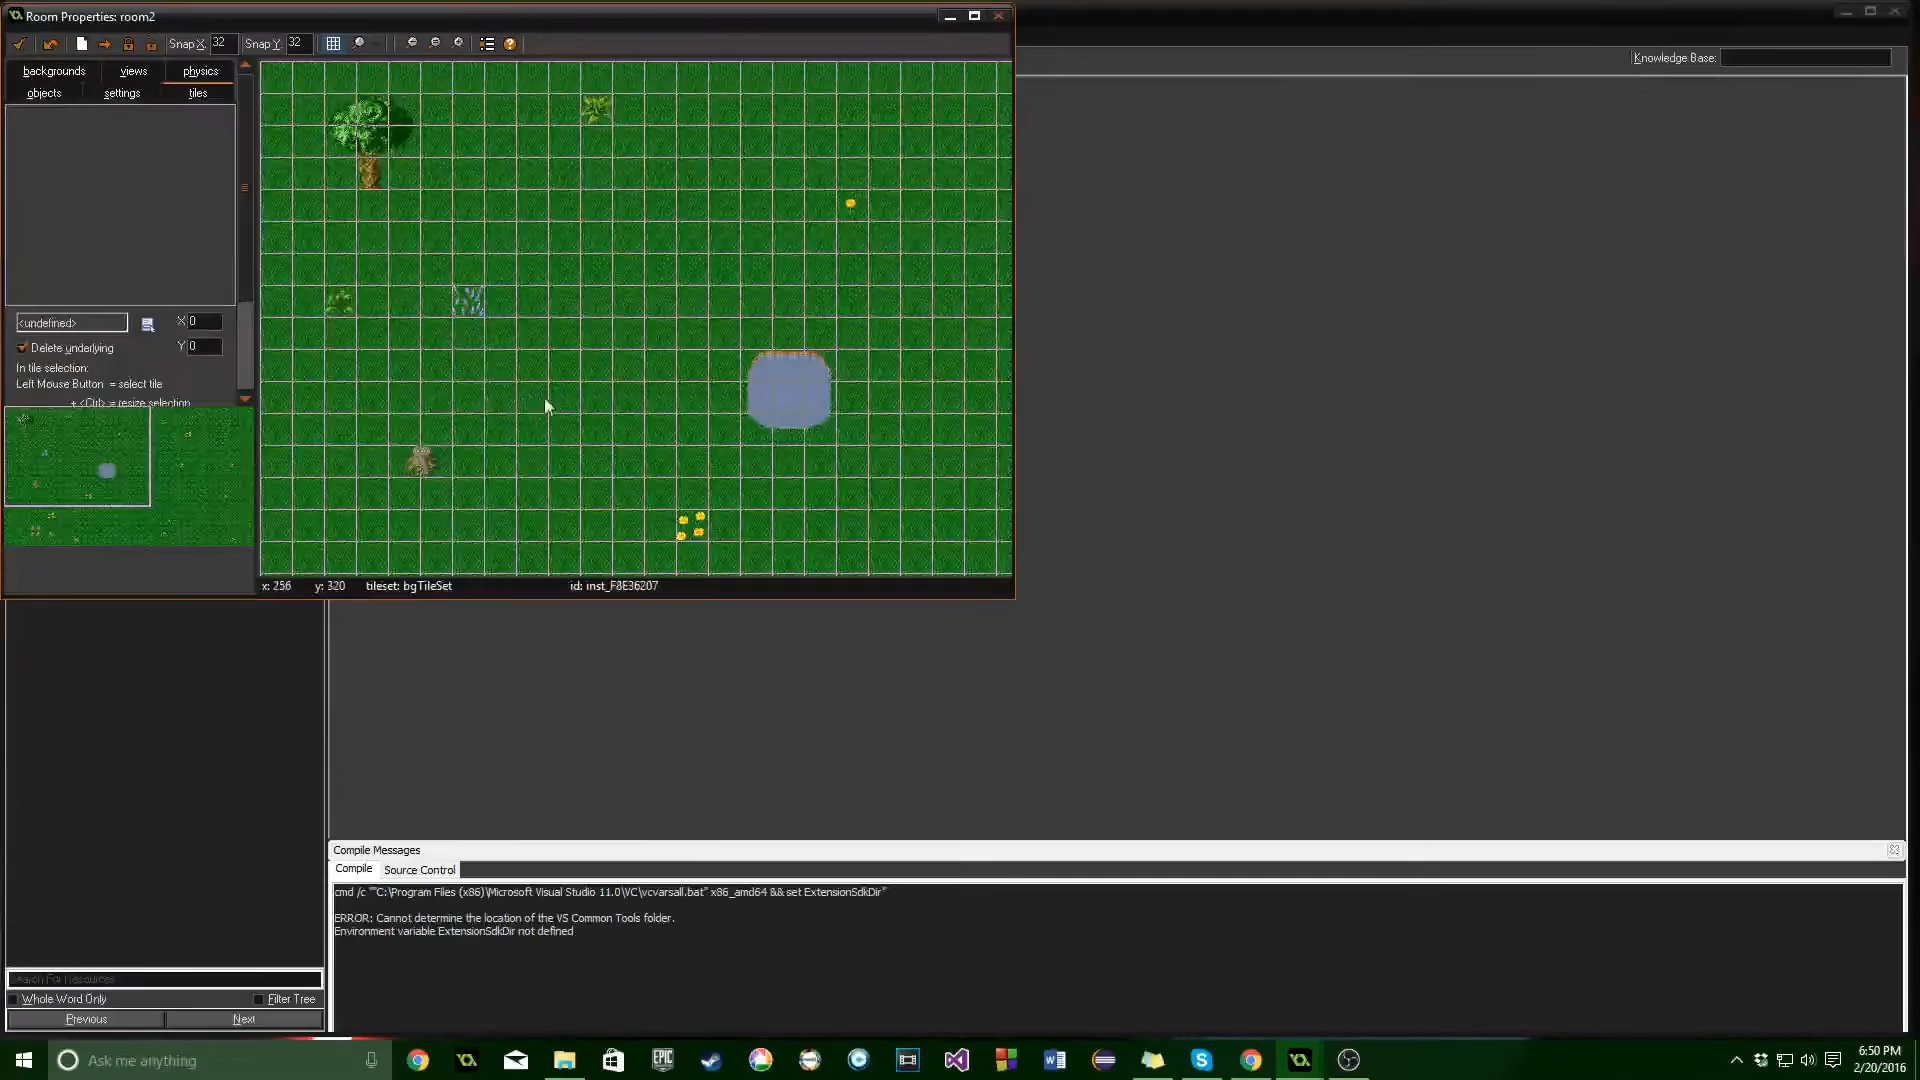 Room Properties: room2
Snap X: 32 Snap Y: 32
Knowledge Base:
backgrounds views physics
objects settings tiles
<undefined> X 0
Delete underlying Y 0
In tile selection:
Left Mouse Button = select tile
+ <Ctrl> = resize selection
x: 256 y: 320 tileset: bgTileSet id: inst_F8E36207
Compile Messages
Compile Source Control
cmd /c ""C:\Program Files (x86)\Microsoft Visual Studio 11.0\VC\vcvarsall.bat" x86_amd64 && set ExtensionSdkDir"
ERROR: Cannot determine the location of the VS Common Tools folder.
Environment variable ExtensionSdkDir not defined
Search For Resources
Whole Word Only Filter Tree
Previous Next
Ask me anything
EPIC
6:50 PM
2/20/2016